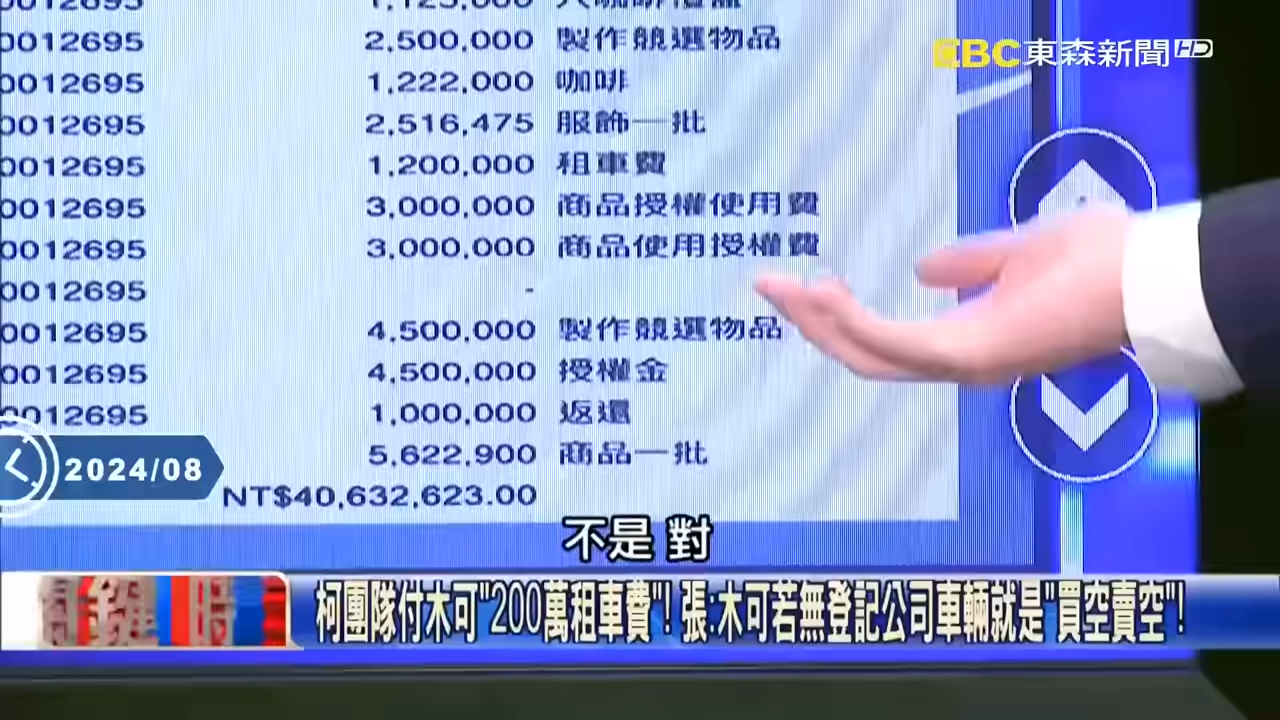 0012695 2,500,000 製作競選物品
EBC東森新聞HD
0012695 1,222,000 咖啡
0012695 2,516,475 服飾一批
0012695 1,200,000 租車費
0012695 3,000,000 商品授權使用費
0012695 3,000,000 商品使用授權費
0012695 -
0012695 4,500,000 製作競選物品
0012695 4,500,000 授權金
0012695 1,000,000 返還
5,622,900 商品一批
2024/08
NT$40,632,623.00
不是 對
柯團隊付木可"200萬租車費"! 張:木可若無登記公司車輛就是"買空賣空"!